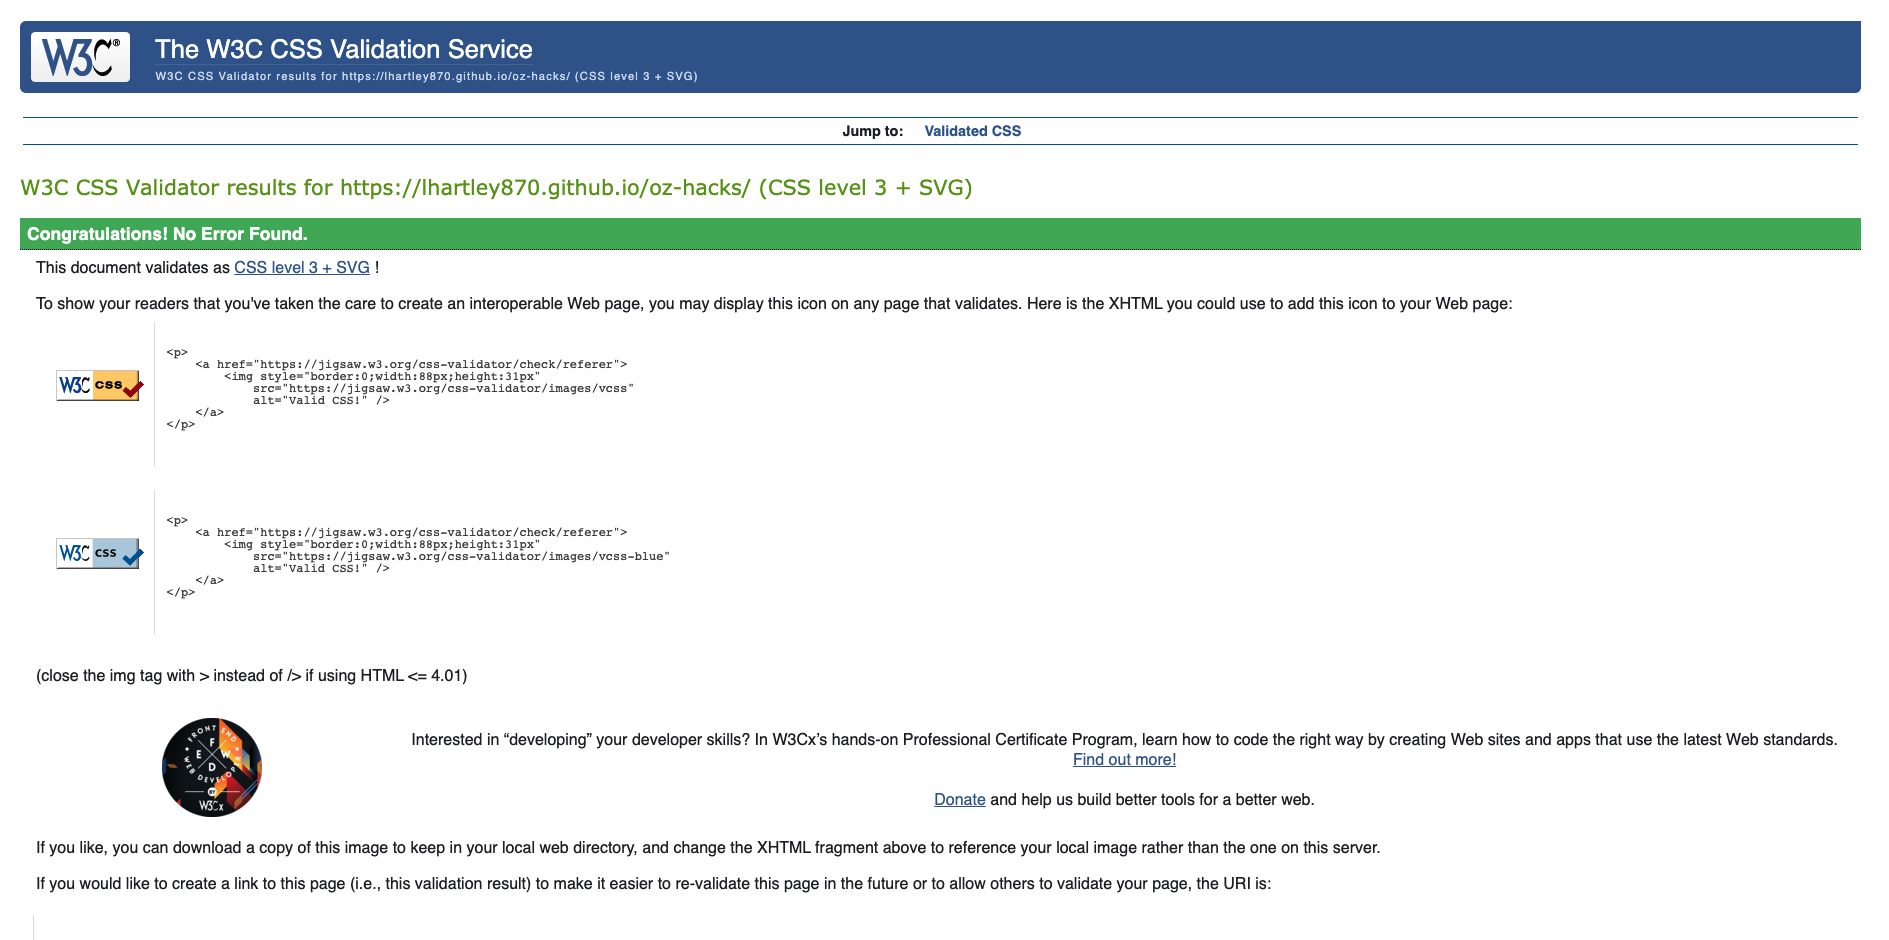 W3C®
The W3C CSS Validation Service
W3C CSS Validator results for https://lhartley870.github.io/oz-hacks/ (CSS level 3 + SVG)
Jump to: Validated CSS
W3C CSS Validator results for https://lhartley870.github.io/oz-hacks/ (CSS level 3 + SVG)
Congratulations! No Error Found.
This document validates as CSS level 3 + SVG !
To show your readers that you've taken the care to create an interoperable Web page, you may display this icon on any page that validates. Here is the XHTML you could use to add this icon to your Web page:
W3C CSS
<p>
    <a href="https://jigsaw.w3.org/css-validator/check/referer">
        <img style="border:0;width:88px;height:31px"
            src="https://jigsaw.w3.org/css-validator/images/vcss"
            alt="Valid CSS!" />
    </a>
</p>
W3C CSS
<p>
    <a href="https://jigsaw.w3.org/css-validator/check/referer">
        <img style="border:0;width:88px;height:31px"
            src="https://jigsaw.w3.org/css-validator/images/vcss-blue"
            alt="Valid CSS!" />
    </a>
</p>
(close the img tag with > instead of /> if using HTML <= 4.01)
FRONT END
F
E W
D
WEB DEVELOPER
BY
W3Cx
Interested in “developing” your developer skills? In W3Cx’s hands-on Professional Certificate Program, learn how to code the right way by creating Web sites and apps that use the latest Web standards.
Find out more!
Donate and help us build better tools for a better web.
If you like, you can download a copy of this image to keep in your local web directory, and change the XHTML fragment above to reference your local image rather than the one on this server.
If you would like to create a link to this page (i.e., this validation result) to make it easier to re-validate this page in the future or to allow others to validate your page, the URI is: